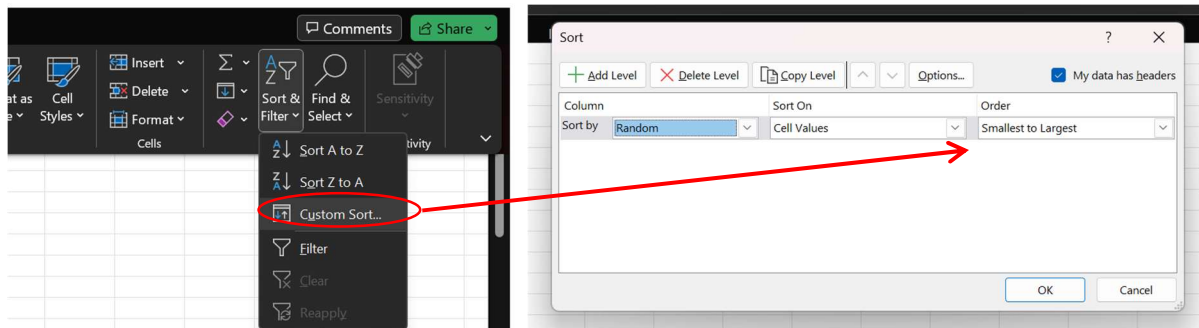 Comments
Share
Insert
at as
Cell
Styles
Delete
Format
Cells
Sort &
Filter
Find &
Select
Sensitivity
tivity
Sort A to Z
Sort Z to A
Custom Sort...
Filter
Clear
Reapply
Sort
?
Add Level
Delete Level
Copy Level
Options...
My data has headers
Column
Sort On
Order
Sort by
Random
Cell Values
Smallest to Largest
OK
Cancel